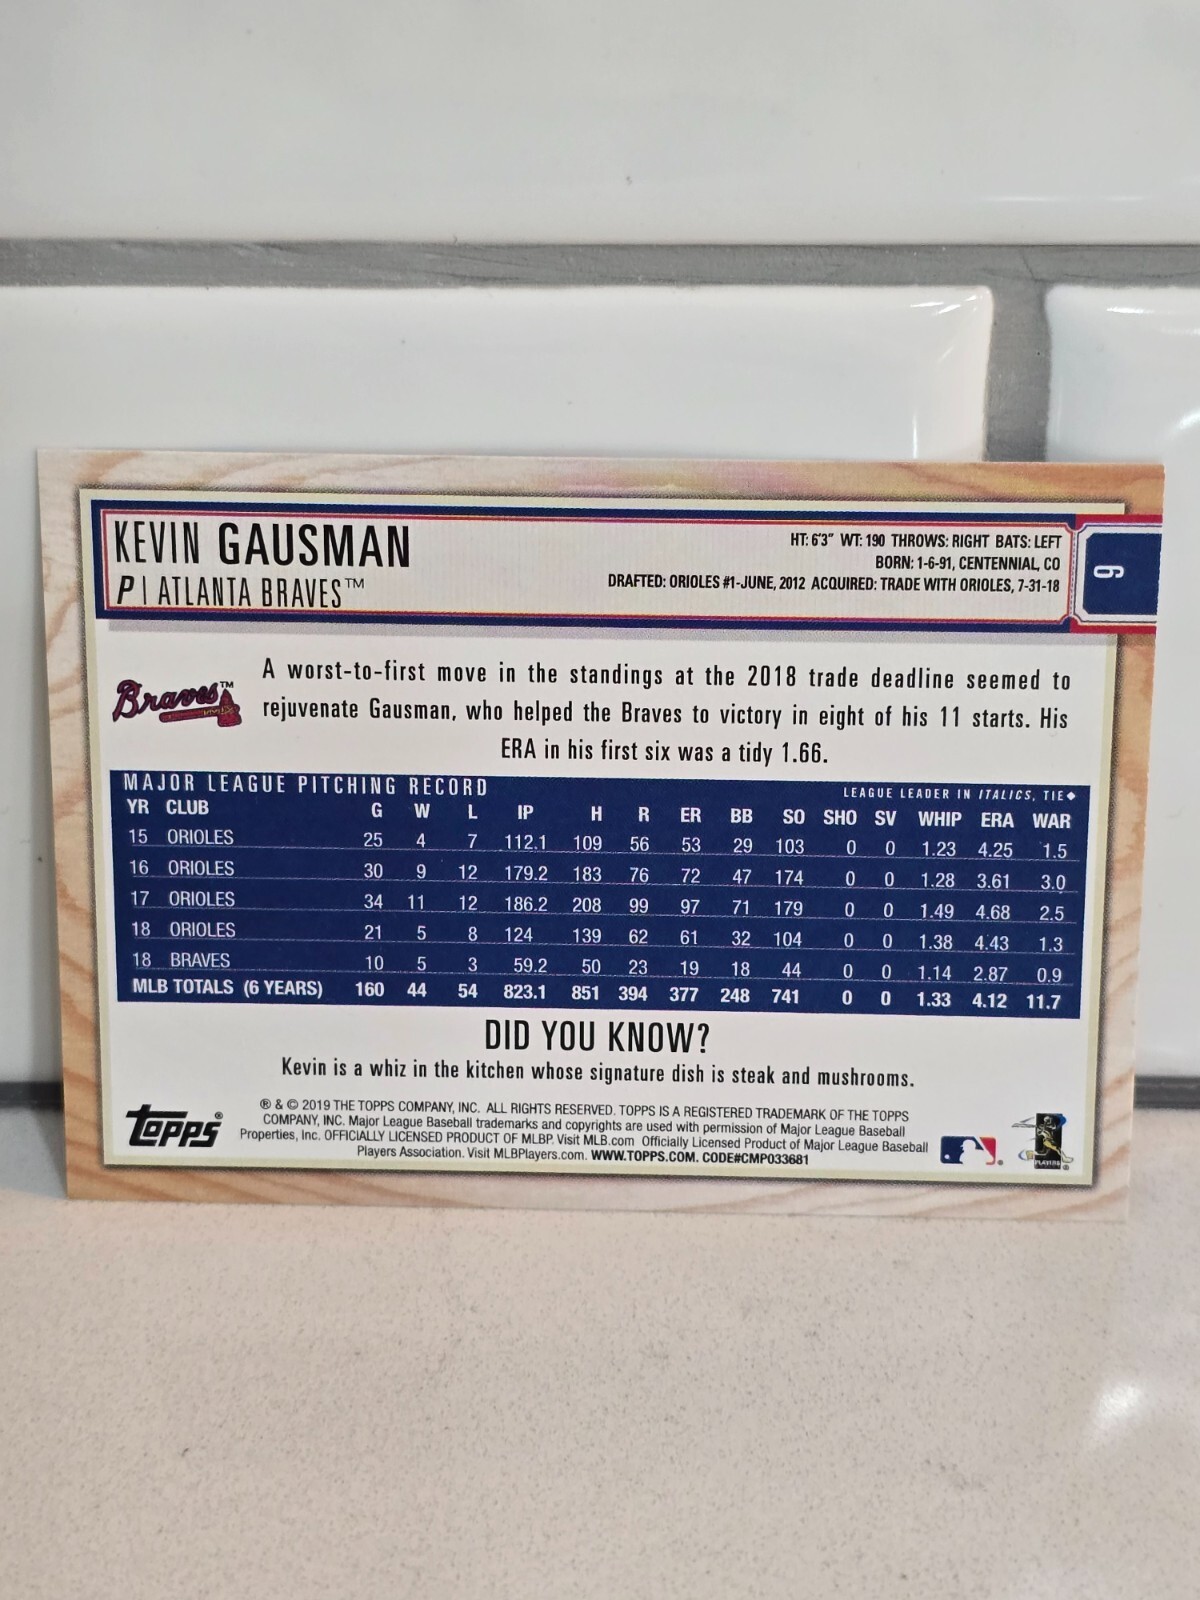 KEVIN GAUSMAN
P | ATLANTA BRAVES™
HT: 6'3" WT: 190 THROWS: RIGHT BATS: LEFT
BORN: 1-6-91, CENTENNIAL, CO
DRAFTED: ORIOLES #1-JUNE, 2012 ACQUIRED: TRADE WITH ORIOLES, 7-31-18
9
Braves™
A worst-to-first move in the standings at the 2018 trade deadline seemed to
rejuvenate Gausman, who helped the Braves to victory in eight of his 11 starts. His
ERA in his first six was a tidy 1.66.
MAJOR LEAGUE PITCHING RECORD
LEAGUE LEADER IN ITALICS, TIE◆
YR CLUB G W L IP H R ER BB SO SHO SV WHIP ERA WAR
15 ORIOLES 25 4 7 112.1 109 56 53 29 103 0 0 1.23 4.25 1.5
16 ORIOLES 30 9 12 179.2 183 76 72 47 174 0 0 1.28 3.61 3.0
17 ORIOLES 34 11 12 186.2 208 99 97 71 179 0 0 1.49 4.68 2.5
18 ORIOLES 21 5 8 124 139 62 61 32 104 0 0 1.38 4.43 1.3
18 BRAVES 10 5 3 59.2 50 23 19 18 44 0 0 1.14 2.87 0.9
MLB TOTALS (6 YEARS) 160 44 54 823.1 851 394 377 248 741 0 0 1.33 4.12 11.7
DID YOU KNOW?
Kevin is a whiz in the kitchen whose signature dish is steak and mushrooms.
TOPPS®
® & © 2019 THE TOPPS COMPANY, INC. ALL RIGHTS RESERVED. TOPPS IS A REGISTERED TRADEMARK OF THE TOPPS
COMPANY, INC. Major League Baseball trademarks and copyrights are used with permission of Major League Baseball
Properties, Inc. OFFICIALLY LICENSED PRODUCT OF MLBP. Visit MLB.com Officially Licensed Product of Major League Baseball
Players Association. Visit MLBPlayers.com. WWW.TOPPS.COM. CODE#CMP033681
PLAYERS